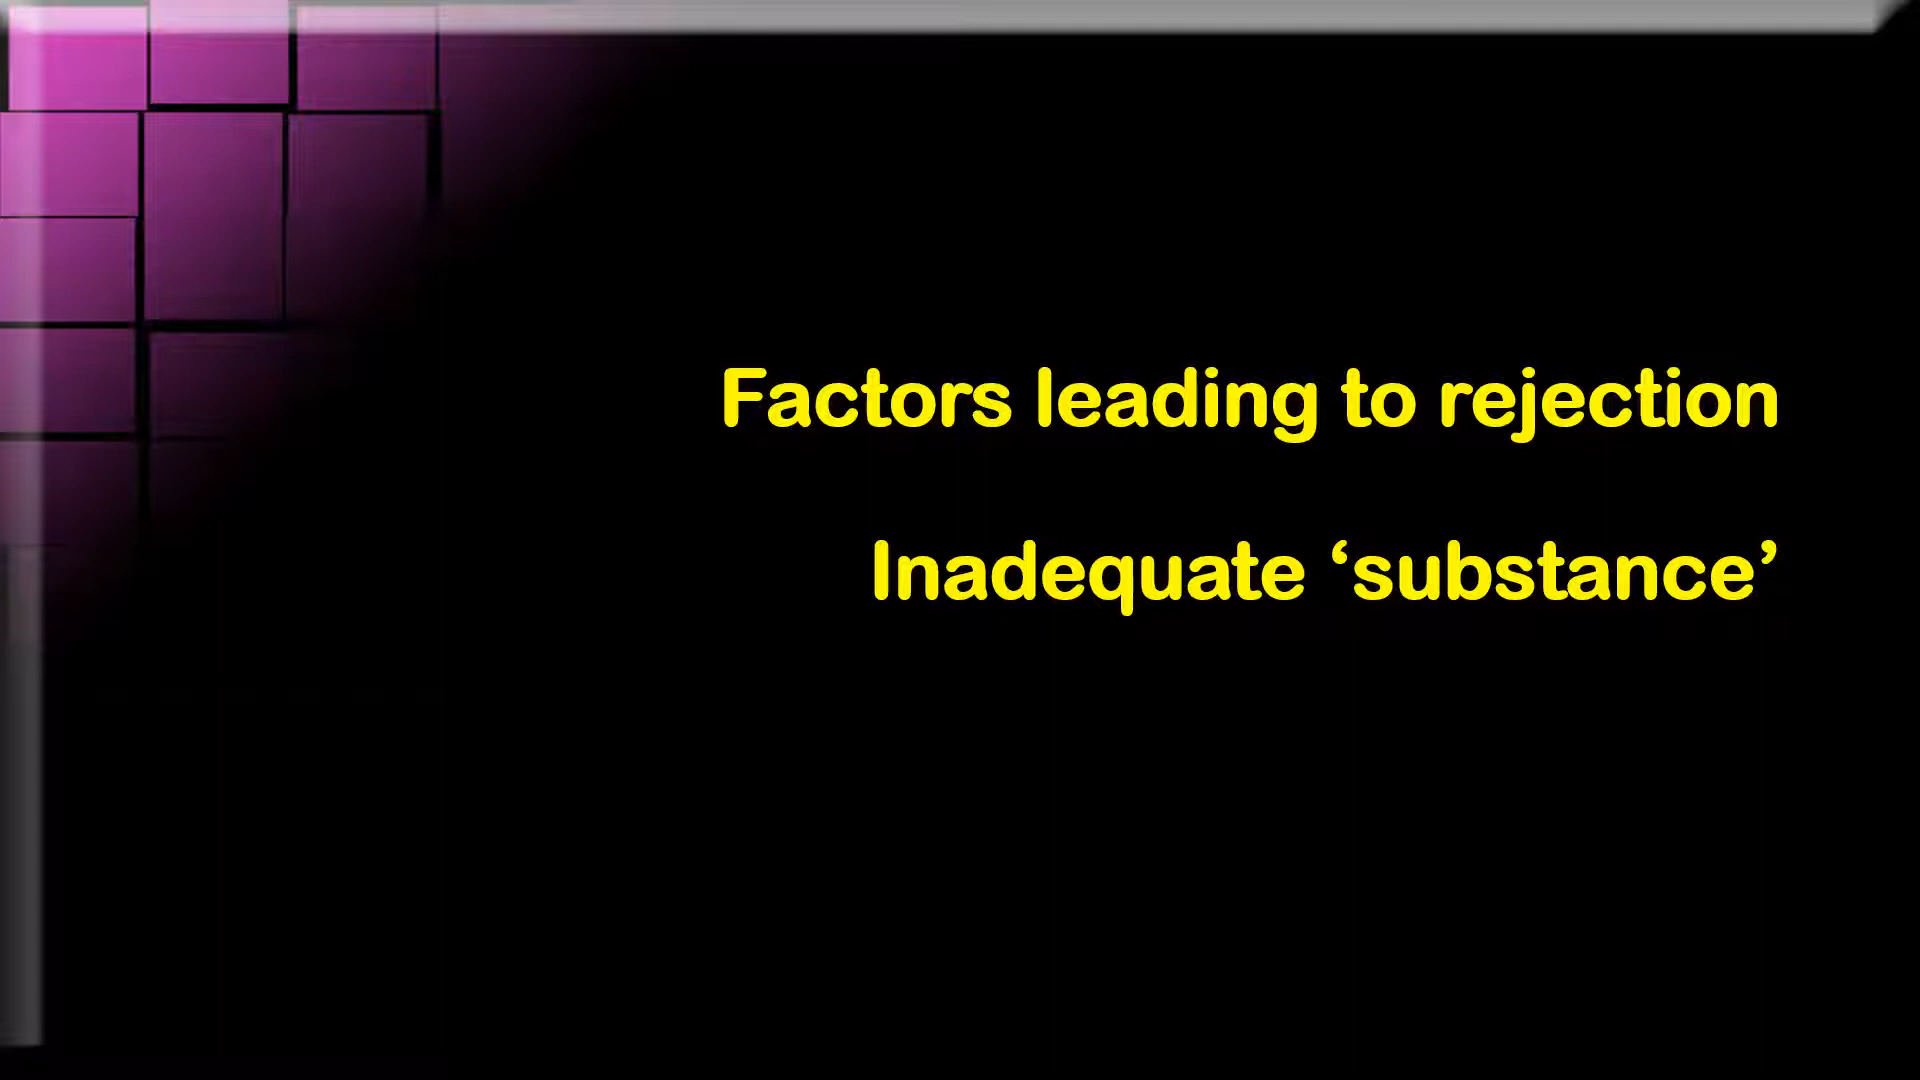 Factors leading to rejection
Inadequate ‘substance’